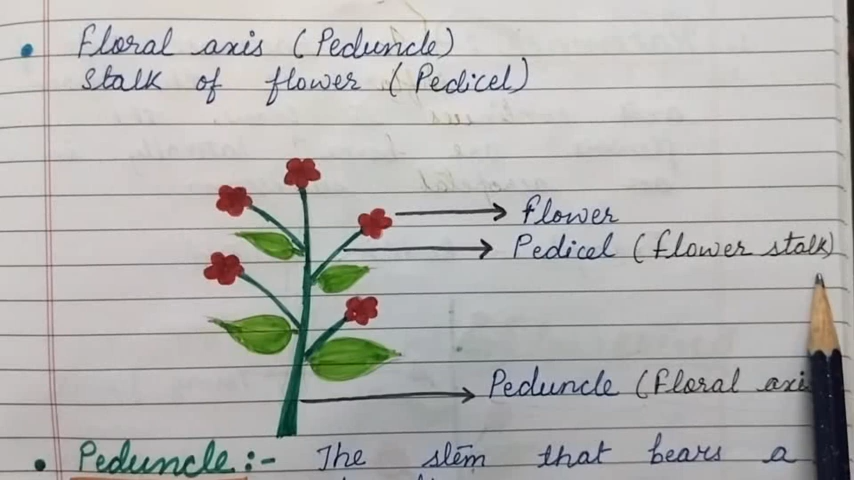 Floral axis (Peduncle)
Stalk of flower (Pedicel)
flower
Pedicel (flower stalk)
Peduncle (Floral axi
Peduncle :- The stem that bears a